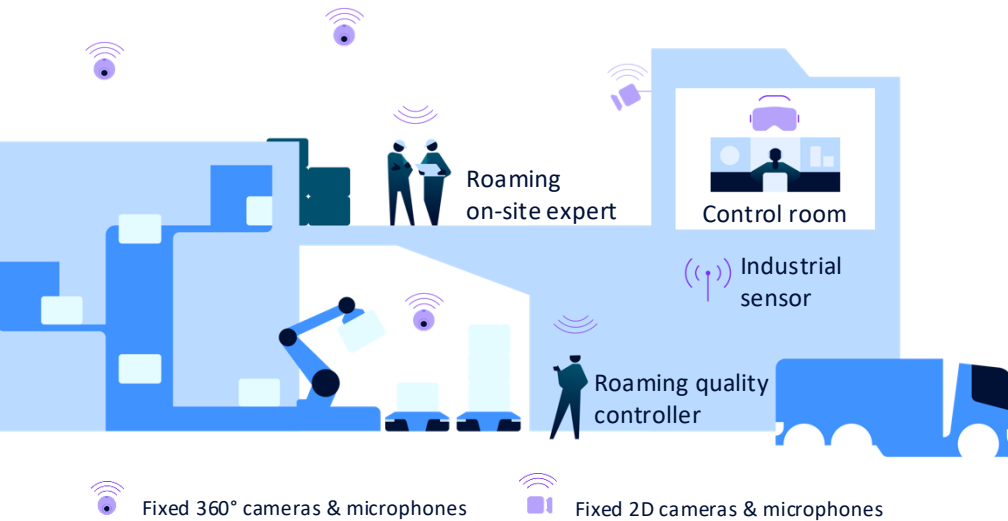 Roaming
on-site expert
Control room
Industrial
sensor
Roaming quality
controller
Fixed 360° cameras & microphones
Fixed 2D cameras & microphones